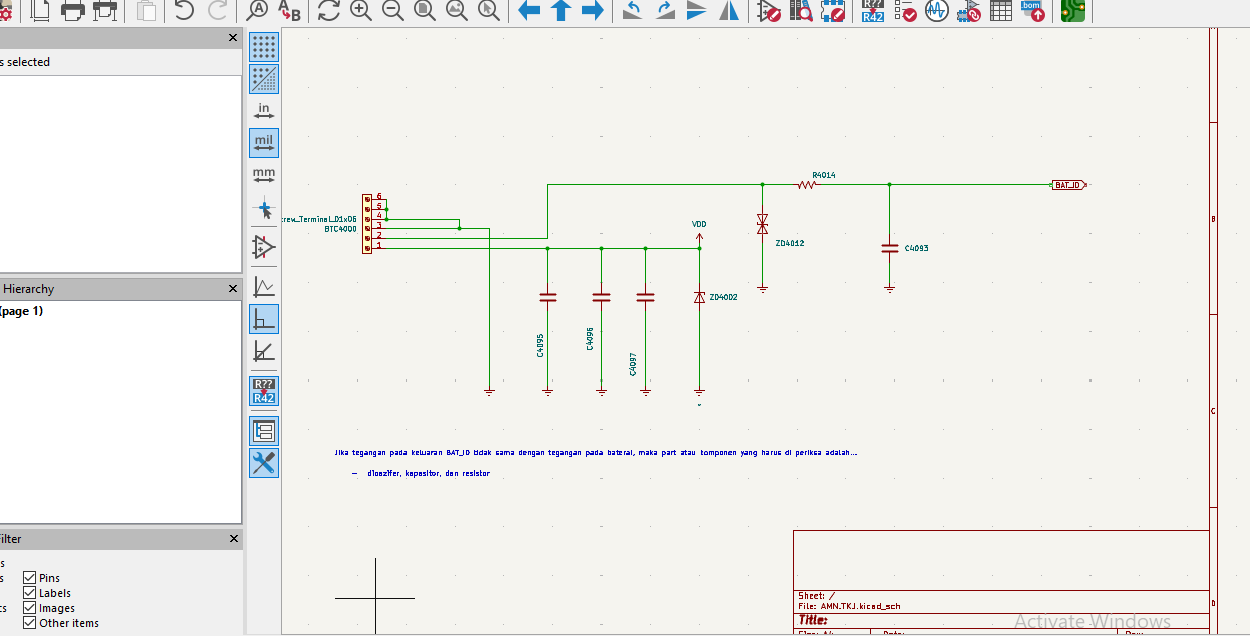 s selected
in
mil
mm
Hierarchy
(page 1)
R??
R42
ilter
s
s Pins
Labels
ts Images
Other items
A
B
R??
R42
bom
R4014
BAT_ID
6
5
4
3
2
1
crew_Terminal_01x06
BTC4000
VDD
ZD4012
C4093
ZD4002
C4095
C4096
C4097
Jika tegangan pada keluaran BAT_ID tidak sama dengan tegangan pada baterai, maka part atau tomponen yang harus di periksa adalah...
– dioazifer, kapasitor, dan resistor
B
C
D
Sheet: /
File: AMN.TKJ.kicad_sch
Title:
Size: A4
Date:
Rev:
Activate Windows